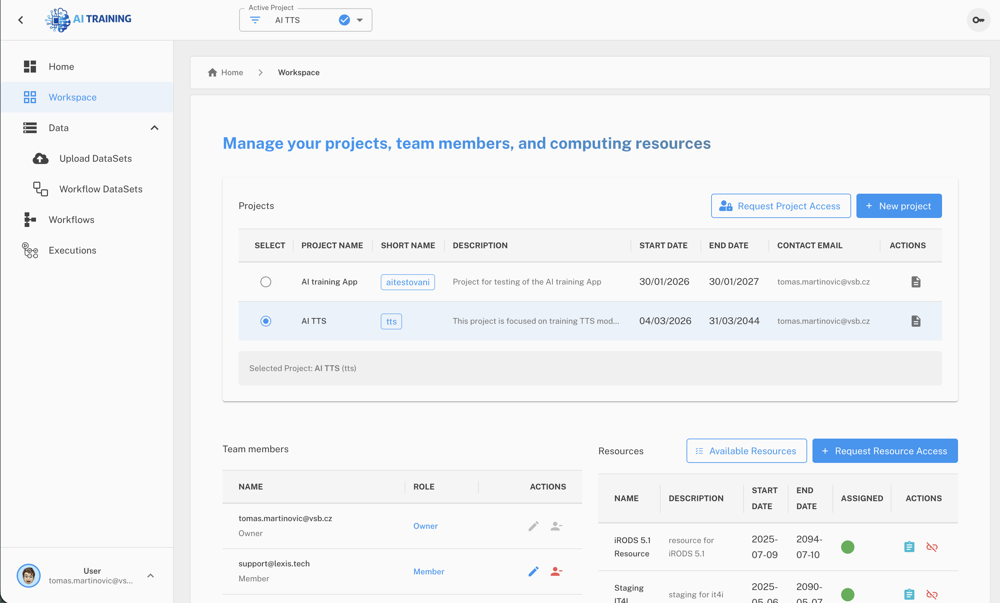 AI TRAINING
Active Project
AI TTS
Home
Workspace
Data
Upload DataSets
Workflow DataSets
Workflows
Executions
User
tomas.martinovic@vs...
Home
Workspace
Manage your projects, team members, and computing resources
Projects
Request Project Access
+ New project
SELECT PROJECT NAME SHORT NAME DESCRIPTION START DATE END DATE CONTACT EMAIL ACTIONS
AI training App aitestovani Project for testing of the AI training App 30/01/2026 30/01/2027 tomas.martinovic@vsb.cz
AI TTS tts This project is focused on training TTS mod... 04/03/2026 31/03/2044 tomas.martinovic@vsb.cz
Selected Project: AI TTS (tts)
Team members
NAME ROLE ACTIONS
tomas.martinovic@vsb.cz
Owner
Owner
support@lexis.tech
Member
Member
Resources
Available Resources
+ Request Resource Access
NAME DESCRIPTION START DATE END DATE ASSIGNED ACTIONS
iRODS 5.1 resource for 2025- 2094-
Resource iRODS 5.1 07-09 07-10
Staging staging for it4i 2025- 2090-
IT4I 05-06 05-07